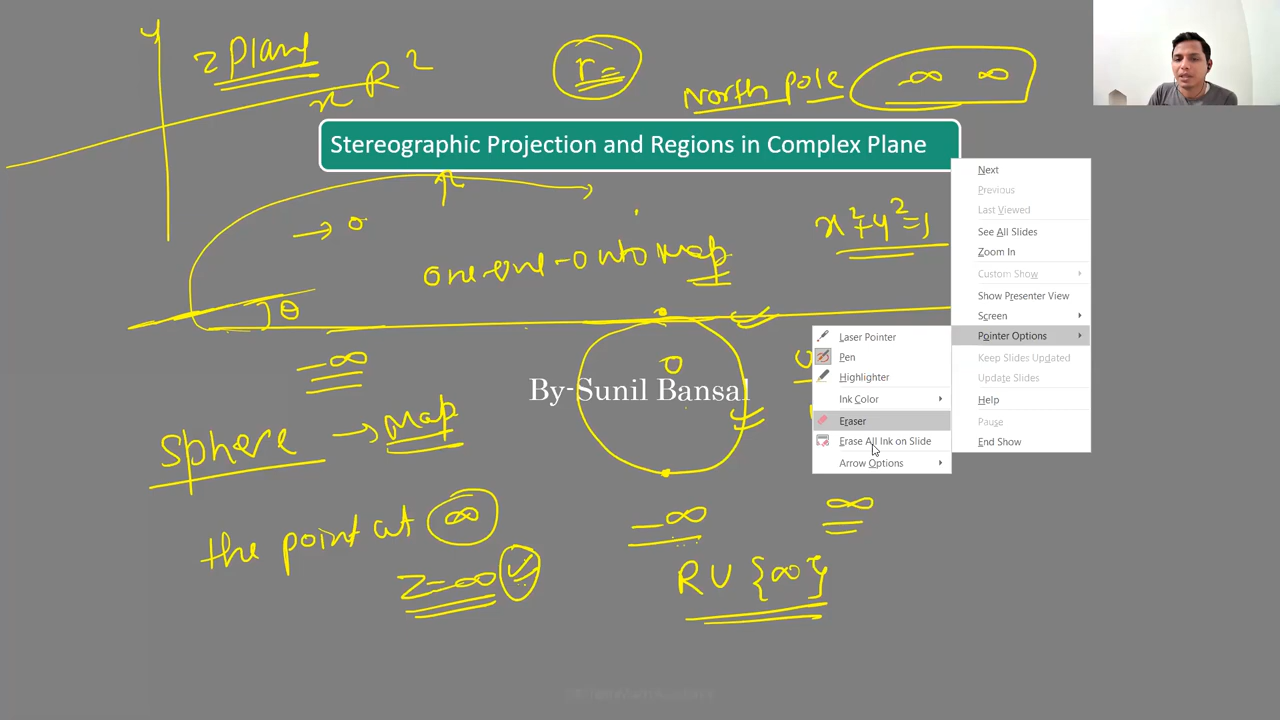 y
z plane
x R²
r=
North pole -∞ ∞
Stereographic Projection and Regions in Complex Plane
→ 0
one-one-onto map
x²+y²=1
θ
-∞
0
By-Sunil Bansal
sphere → map
the point at ∞
-∞ ∞
z=∞
R∪{∞}
Next
Previous
Last Viewed
See All Slides
Zoom In
Custom Show
Show Presenter View
Screen
Pointer Options
Keep Slides Updated
Update Slides
Help
Pause
End Show
Laser Pointer
Pen
Highlighter
Ink Color
Eraser
Erase All Ink on Slide
Arrow Options